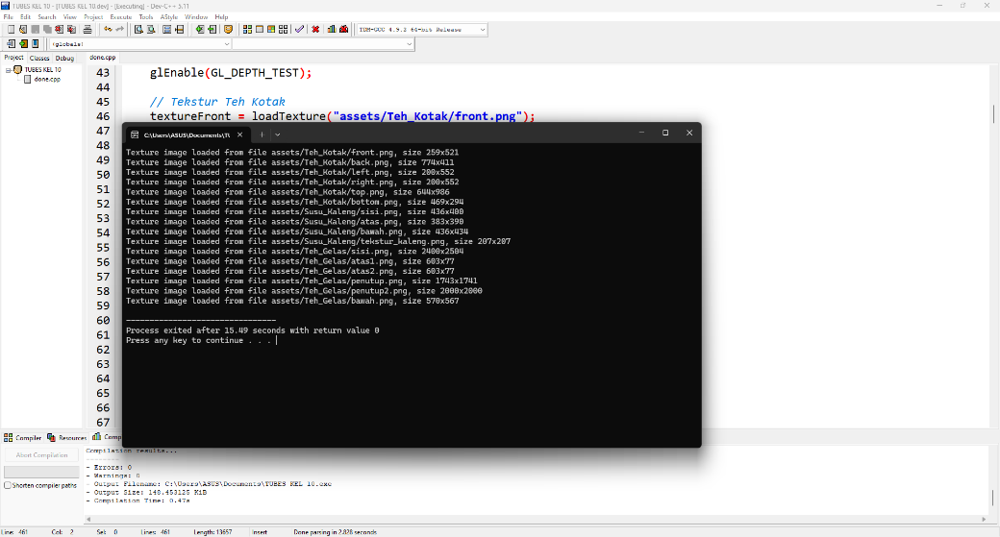 TUBES KEL 10 - [TUBES KEL 10.dev] - [Executing] - Dev-C++ 5.11
File Edit Search View Project Execute Tools AStyle Window Help
TDM-GCC 4.9.2 64-bit Release
(globals)
Project Classes Debug done.cpp
TUBES KEL 10
done.cpp
43 glEnable(GL_DEPTH_TEST);
44
45 // Tekstur Teh Kotak
46 textureFront = loadTexture("assets/Teh_Kotak/front.png");
47
48
49
50
51
52
53
54
55
56
57
58
59
60
61
62
63
64
65
66
67
C:\Users\ASUS\Documents\TU
Texture image loaded from file assets/Teh_Kotak/front.png, size 259x521
Texture image loaded from file assets/Teh_Kotak/back.png, size 774x411
Texture image loaded from file assets/Teh_Kotak/left.png, size 200x552
Texture image loaded from file assets/Teh_Kotak/right.png, size 200x552
Texture image loaded from file assets/Teh_Kotak/top.png, size 644x986
Texture image loaded from file assets/Teh_Kotak/bottom.png, size 469x294
Texture image loaded from file assets/Susu_Kaleng/sisi.png, size 436x400
Texture image loaded from file assets/Susu_Kaleng/atas.png, size 383x390
Texture image loaded from file assets/Susu_Kaleng/bawah.png, size 436x434
Texture image loaded from file assets/Susu_Kaleng/tekstur_kaleng.png, size 207x207
Texture image loaded from file assets/Teh_Gelas/sisi.png, size 2400x2504
Texture image loaded from file assets/Teh_Gelas/atas1.png, size 603x77
Texture image loaded from file assets/Teh_Gelas/atas2.png, size 603x77
Texture image loaded from file assets/Teh_Gelas/penutup.png, size 1743x1741
Texture image loaded from file assets/Teh_Gelas/penutup2.png, size 2000x2000
Texture image loaded from file assets/Teh_Gelas/bawah.png, size 570x567
--------------------------------
Process exited after 15.49 seconds with return value 0
Press any key to continue . . .
Compiler Resources Comp
Abort Compilation
Shorten compiler paths
Compilation results...
- Errors: 0
- Warnings: 0
- Output Filename: C:\Users\ASUS\Documents\TUBES KEL 10.exe
- Output Size: 148.453125 KiB
- Compilation Time: 0.47s
Line: 461 Col: 2 Sel: 0 Lines: 461 Length: 13657 Insert Done parsing in 2.828 seconds